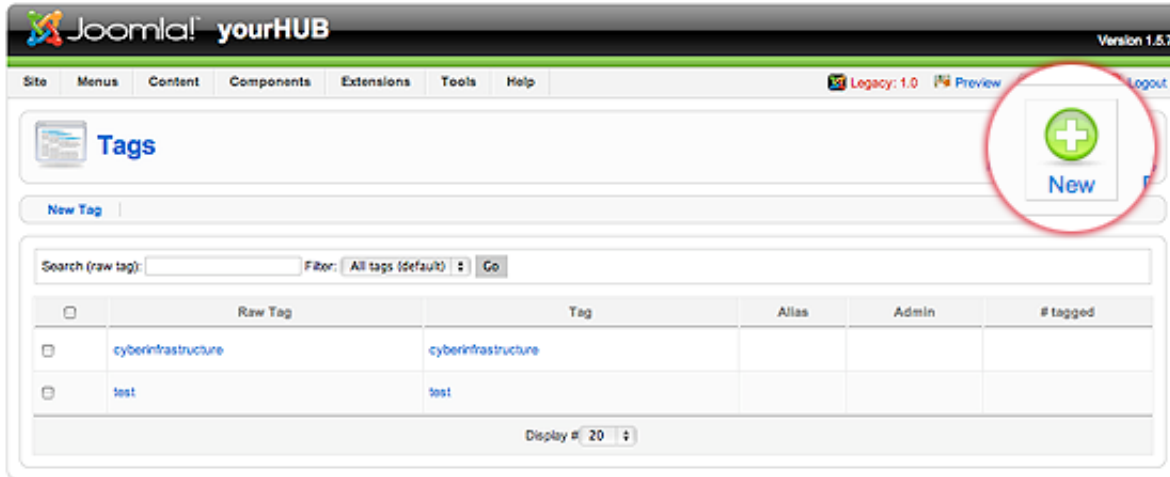 Joomla! yourHUB
Version 1.5.7
Site Menus Content Components Extensions Tools Help Legacy: 1.0 Preview Logout
Tags
New
New Tag
Search (raw tag): Filter: All tags (default) Go
Raw Tag Tag Alias Admin # tagged
cyberinfrastructure cyberinfrastructure
test test
Display # 20